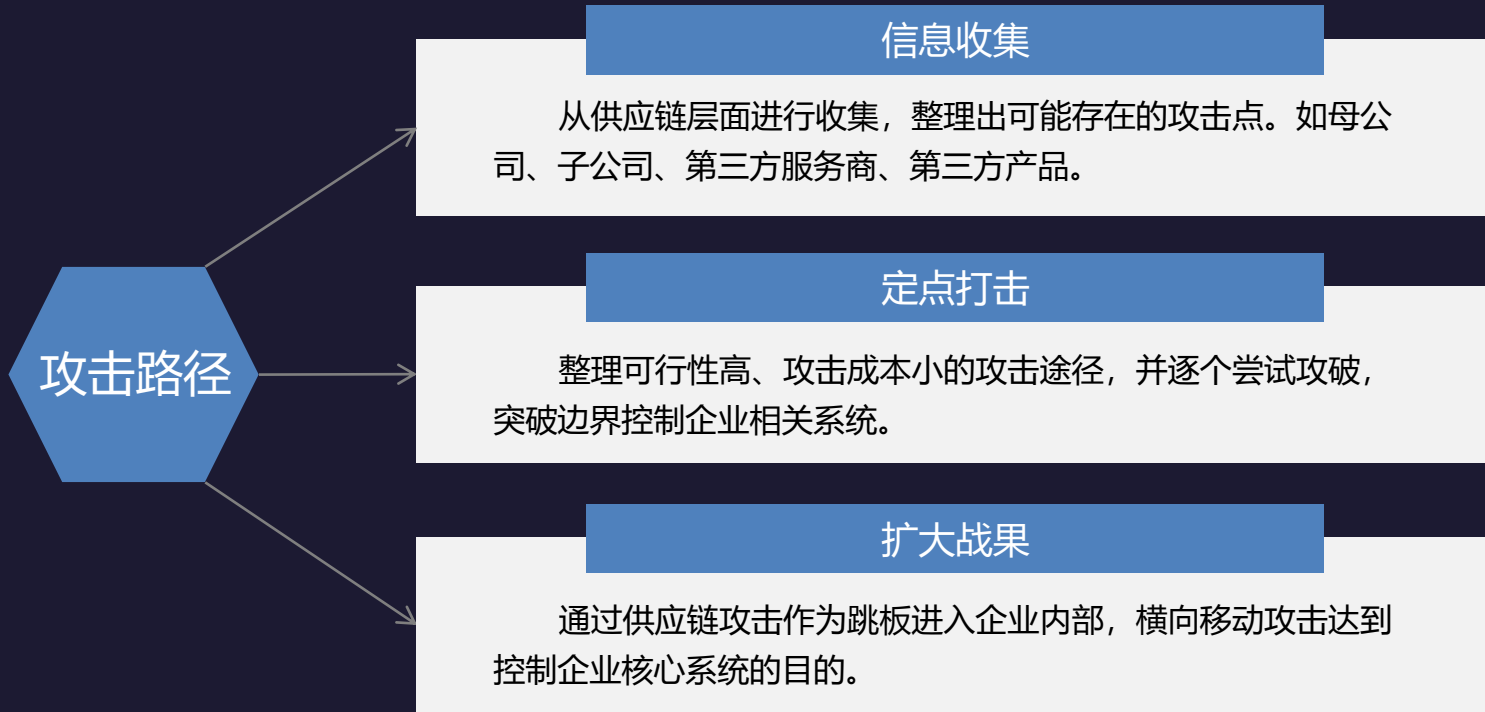 攻击路径
信息收集
从供应链层面进行收集，整理出可能存在的攻击点。如母公
司、子公司、第三方服务商、第三方产品。
定点打击
整理可行性高、攻击成本小的攻击途径，并逐个尝试攻破，
突破边界控制企业相关系统。
扩大战果
通过供应链攻击作为跳板进入企业内部，横向移动攻击达到
控制企业核心系统的目的。